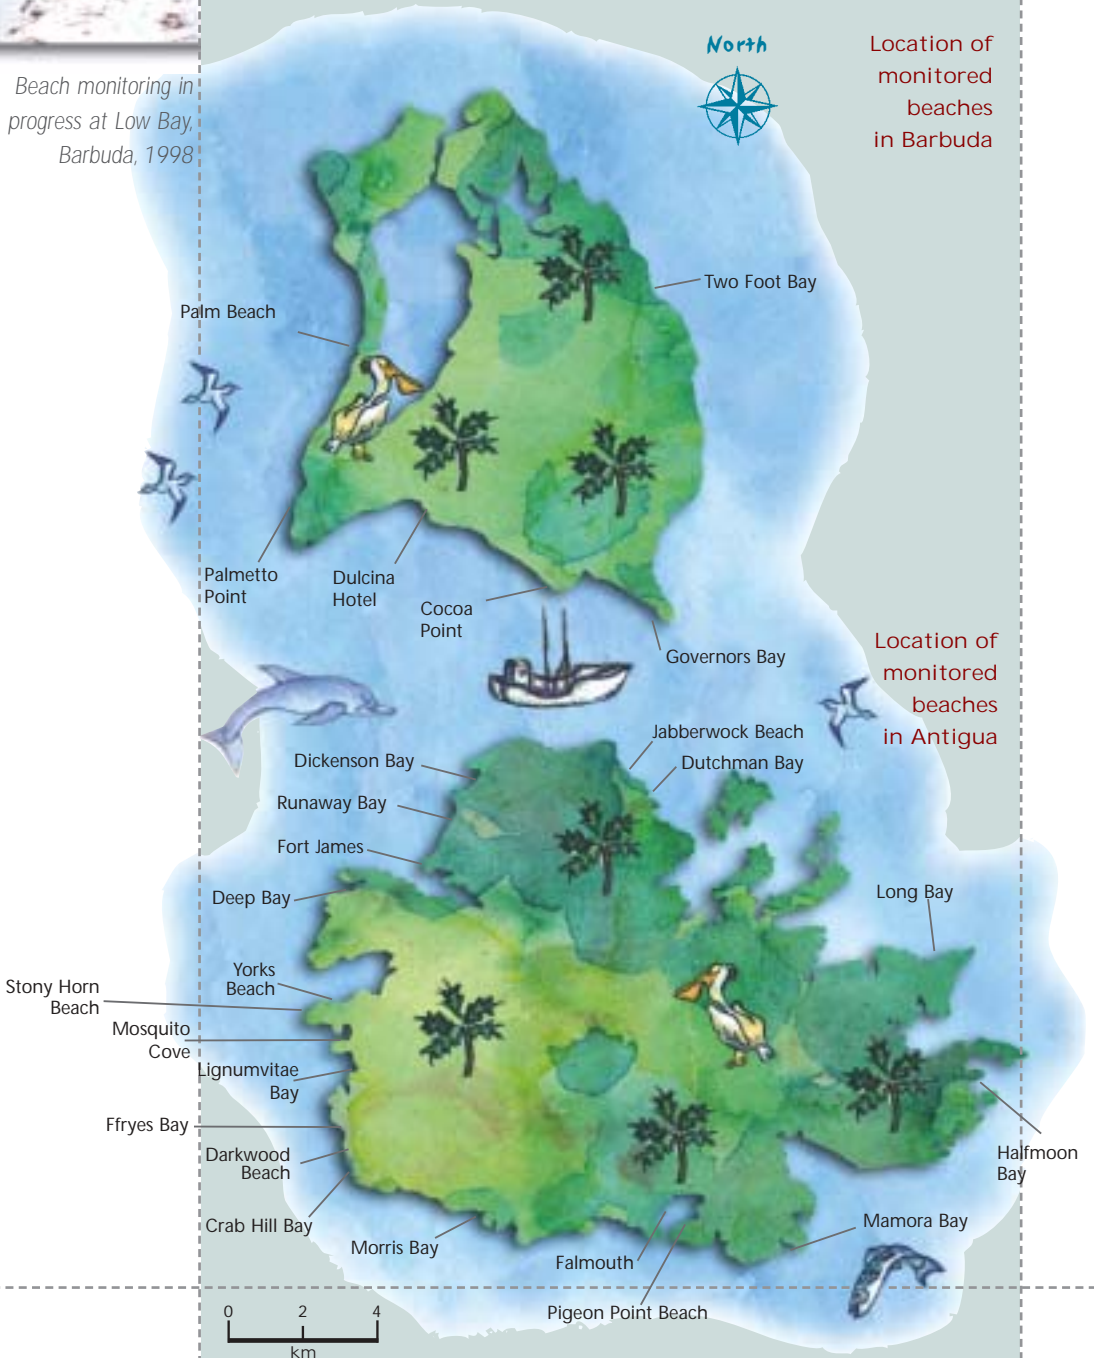 Beach monitoring in
progress at Low Bay,
Barbuda, 1998
North
Location of
monitored
beaches
in Barbuda
Two Foot Bay
Palm Beach
Palmetto
Point
Dulcina
Hotel
Cocoa
Point
Governors Bay
Location of
monitored
beaches
in Antigua
Jabberwock Beach
Dutchman Bay
Dickenson Bay
Runaway Bay
Fort James
Deep Bay
Long Bay
Yorks
Beach
Stony Horn
Beach
Mosquito
Cove
Lignumvitae
Bay
Ffryes Bay
Darkwood
Beach
Crab Hill Bay
Morris Bay
Falmouth
Pigeon Point Beach
Mamora Bay
Halfmoon
Bay
0 2 4
km